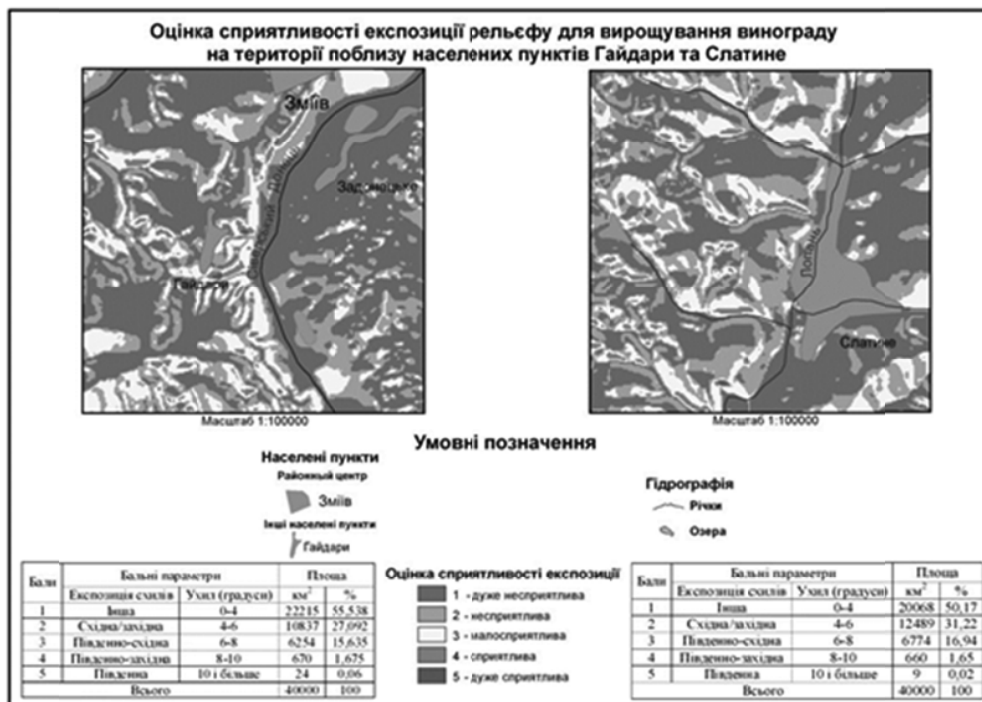 Оцінка сприятливості експозиції рельєфу для вирощування винограду
на території поблизу населених пунктів Гайдари та Слатине
Зміїв
Задонецьке
Сіверський Донець
Гайдари
Лопань
Слатине
Масштаб 1:100000
Масштаб 1:100000
Умовні позначення
Населені пункти
Районный центр
Зміїв
Інші населені пункти
Гайдари
Гідрографія
Річки
Озера
Бали Бальні параметри Площа
Експозиція схилів Ухил (градуси) км² %
1 Інша 0-4 22215 55,538
2 Східна/західна 4-6 10837 27,092
3 Південно-східна 6-8 6254 15,635
4 Південно-західна 8-10 670 1,675
5 Південна 10 і більше 24 0,06
Всього 40000 100
Оцінка сприятливості експозиції
1 - дуже несприятлива
2 - несприятлива
3 - малосприятлива
4 - сприятлива
5 - дуже сприятлива
Бали Бальні параметри Площа
Експозиція схилів Ухил (градуси) км² %
1 Інша 0-4 20068 50,17
2 Східна/західна 4-6 12489 31,22
3 Південно-східна 6-8 6774 16,94
4 Південно-західна 8-10 660 1,65
5 Південна 10 і більше 9 0,02
Всього 40000 100